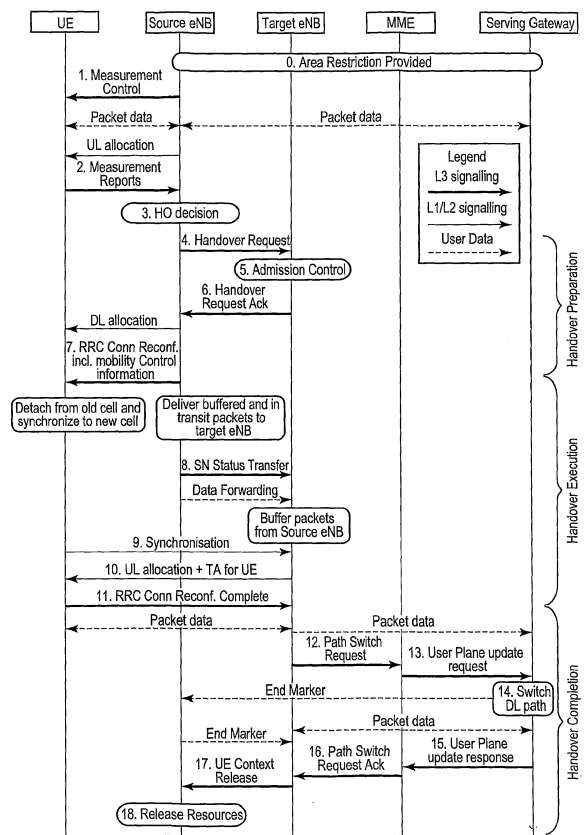 UE
Source eNB
Target eNB
MME
Serving Gateway
0. Area Restriction Provided
1. Measurement
Control
Packet data
Packet data
UL allocation
2. Measurement
Reports
Legend
L3 signalling
L1/L2 signalling
User Data
3. HO decision
4. Handover Request
5. Admission Control
6. Handover
Request Ack
DL allocation
7. RRC Conn Reconf.
incl. mobility Control
information
Handover Preparation
Detach from old cell and
synchronize to new cell
Deliver buffered and in
transit packets to
target eNB
8. SN Status Transfer
Data Forwarding
Buffer packets
from Source eNB
9. Synchronisation
10. UL allocation + TA for UE
11. RRC Conn Reconf. Complete
Handover Execution
Packet data
Packet data
12. Path Switch
Request
13. User Plane update
request
End Marker
14. Switch
DL path
Packet data
End Marker
15. User Plane
update response
16. Path Switch
Request Ack
17. UE Context
Release
18. Release Resources
Handover Completion